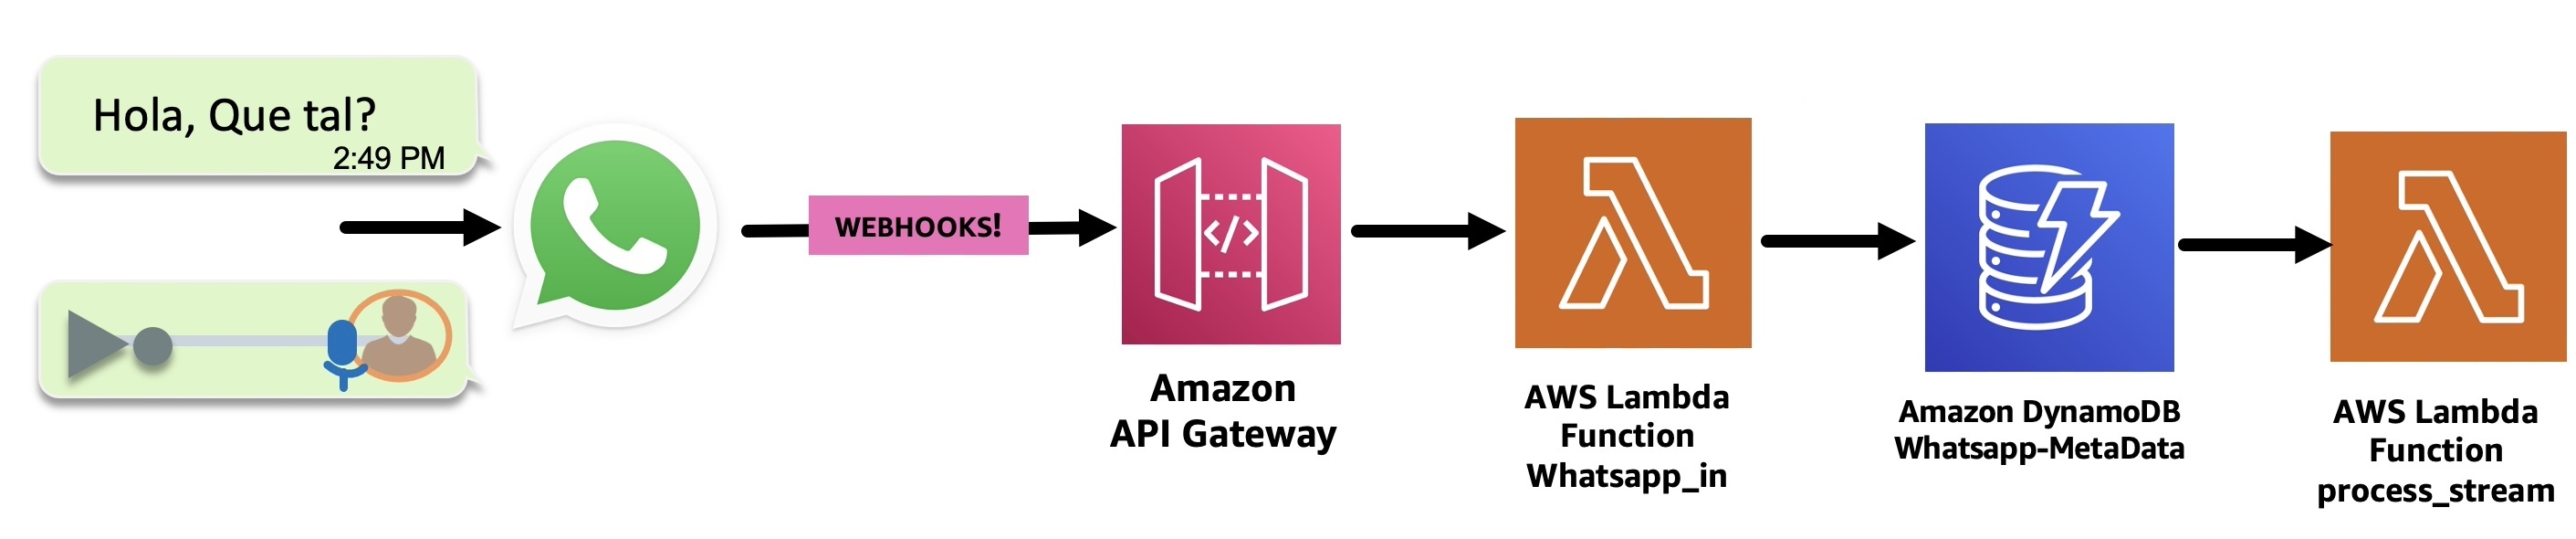 Hola, Que tal?
2:49 PM
WEBHOOKS!
</>
Amazon
API Gateway
AWS Lambda
Function
Whatsapp_in
Amazon DynamoDB
Whatsapp-MetaData
AWS Lambda
Function
process_stream